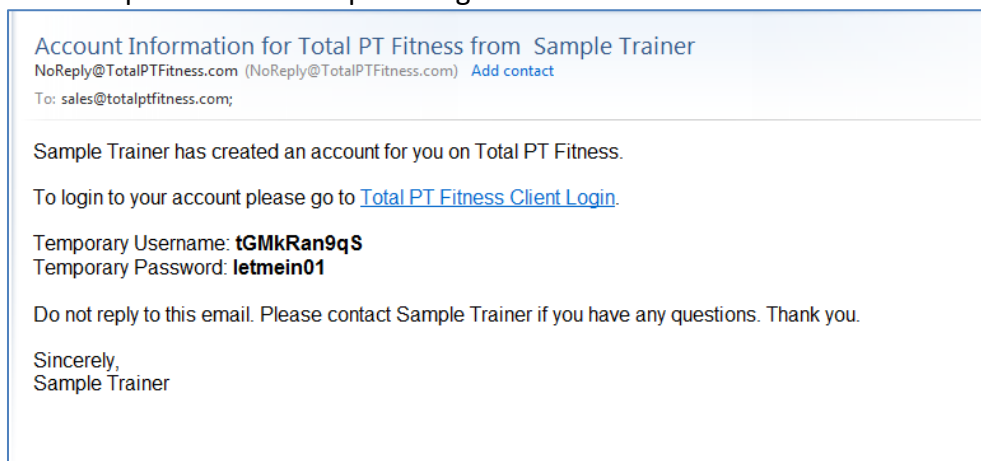 Account Information for Total PT Fitness from Sample Trainer
NoReply@TotalPTFitness.com (NoReply@TotalPTFitness.com) Add contact
To: sales@totalptfitness.com;
Sample Trainer has created an account for you on Total PT Fitness.
To login to your account please go to Total PT Fitness Client Login.
Temporary Username: tGMkRan9qS
Temporary Password: letmein01
Do not reply to this email. Please contact Sample Trainer if you have any questions. Thank you.
Sincerely,
Sample Trainer